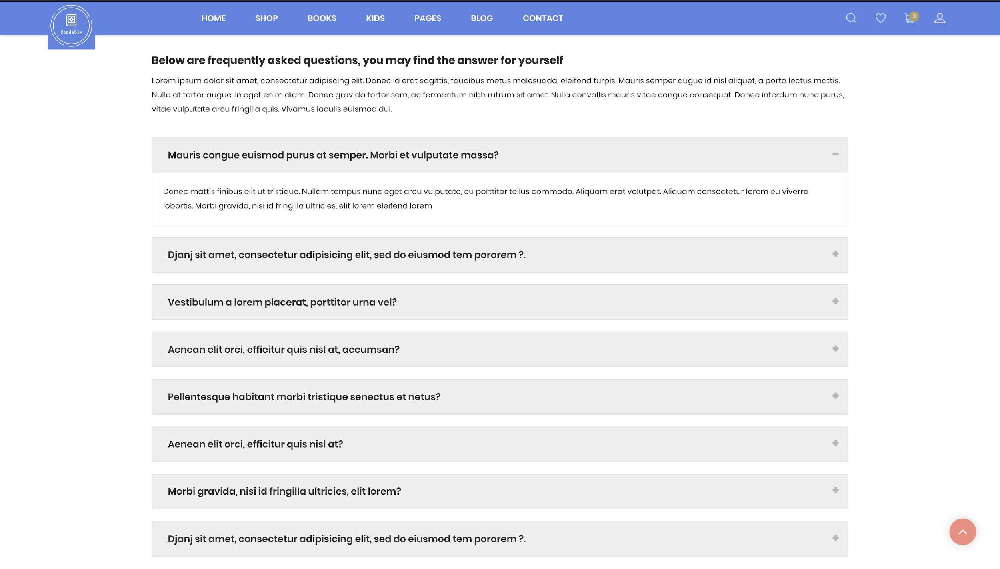 Readably
HOME SHOP BOOKS KIDS PAGES BLOG CONTACT
3
Below are frequently asked questions, you may find the answer for yourself
Lorem ipsum dolor sit amet, consectetur adipiscing elit. Donec id erat sagittis, faucibus metus malesuada, eleifend turpis. Mauris semper augue id nisl aliquet, a porta lectus mattis.
Nulla at tortor augue. In eget enim diam. Donec gravida tortor sem, ac fermentum nibh rutrum sit amet. Nulla convallis mauris vitae congue consequat. Donec interdum nunc purus,
vitae vulputate arcu fringilla quis. Vivamus iaculis euismod dui.
Mauris congue euismod purus at semper. Morbi et vulputate massa?
Donec mattis finibus elit ut tristique. Nullam tempus nunc eget arcu vulputate, eu porttitor tellus commodo. Aliquam erat volutpat. Aliquam consectetur lorem eu viverra
lobortis. Morbi gravida, nisi id fringilla ultricies, elit lorem eleifend lorem
Djanj sit amet, consectetur adipisicing elit, sed do eiusmod tem pororem ?.
Vestibulum a lorem placerat, porttitor urna vel?
Aenean elit orci, efficitur quis nisl at, accumsan?
Pellentesque habitant morbi tristique senectus et netus?
Aenean elit orci, efficitur quis nisl at?
Morbi gravida, nisi id fringilla ultricies, elit lorem?
Djanj sit amet, consectetur adipisicing elit, sed do eiusmod tem pororem ?.